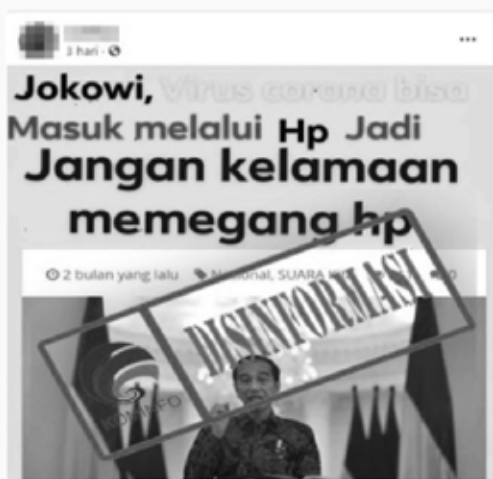 3 hari
Jokowi, Virus corona bisa
Masuk melalui Hp Jadi
Jangan kelamaan
memegang hp
2 bulan yang lalu
DISINFORMASI
KOMINFO